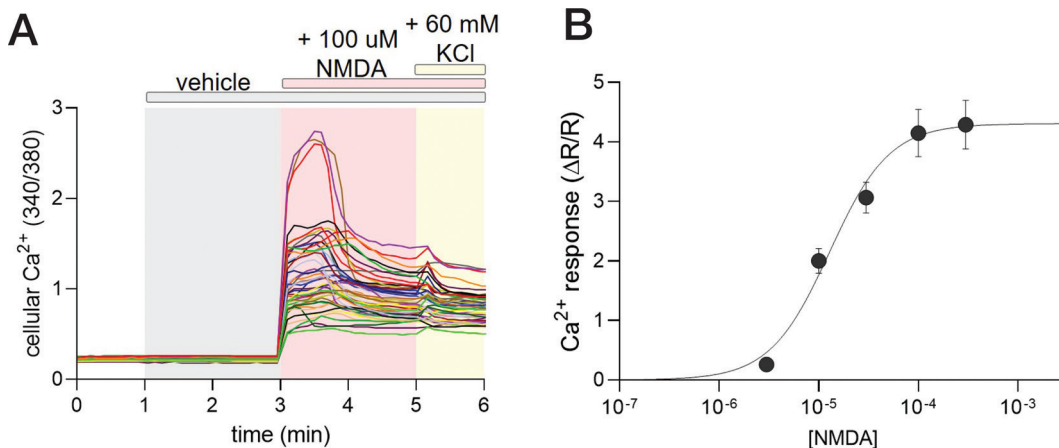 A
+ 60 mM
KCl
+ 100 uM
NMDA
vehicle
cellular Ca²⁺ (340/380)
3
2
1
0
0 1 2 3 4 5 6
time (min)
B
Ca²⁺ response (ΔR/R)
5
4
3
2
1
0
10⁻⁷ 10⁻⁶ 10⁻⁵ 10⁻⁴ 10⁻³
[NMDA]